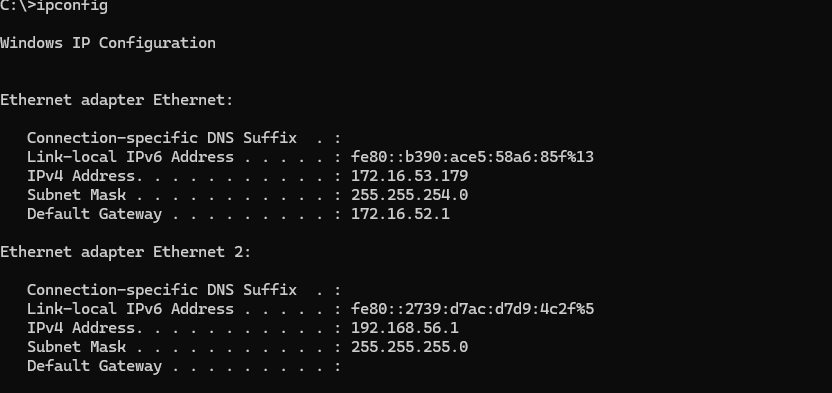 C:\>ipconfig
Windows IP Configuration
Ethernet adapter Ethernet:
Connection-specific DNS Suffix  . :
Link-local IPv6 Address . . . . . : fe80::b390:ace5:58a6:85f%13
IPv4 Address. . . . . . . . . . . : 172.16.53.179
Subnet Mask . . . . . . . . . . . : 255.255.254.0
Default Gateway . . . . . . . . . : 172.16.52.1
Ethernet adapter Ethernet 2:
Connection-specific DNS Suffix  . :
Link-local IPv6 Address . . . . . : fe80::2739:d7ac:d7d9:4c2f%5
IPv4 Address. . . . . . . . . . . : 192.168.56.1
Subnet Mask . . . . . . . . . . . : 255.255.255.0
Default Gateway . . . . . . . . . :